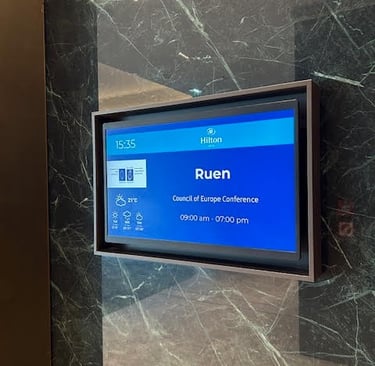 15:35
Hilton
Ruen
21°C
Council of Europe Conference
09:00 am - 07:00 pm